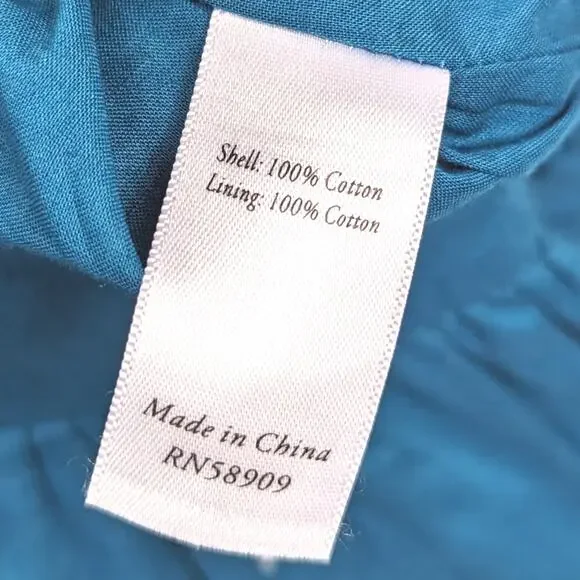 Shell: 100% Cotton
Lining: 100% Cotton
Made in China
RN58909